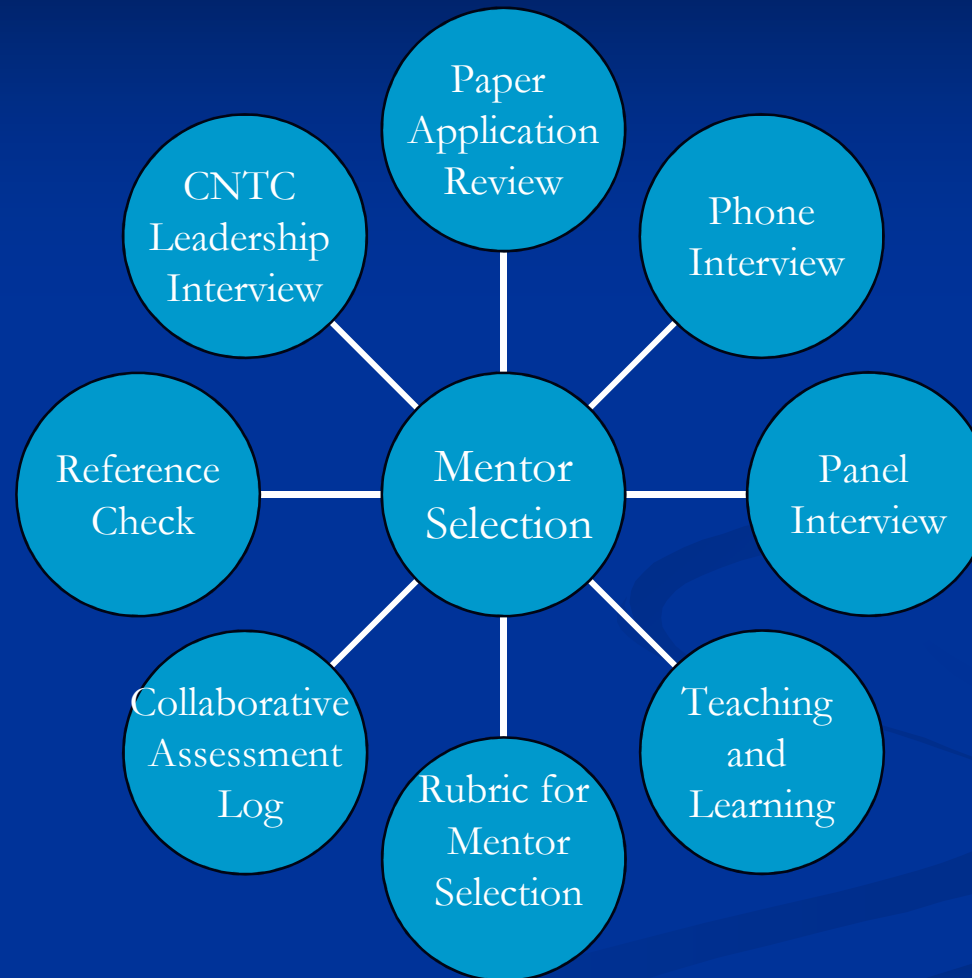 Paper
Application
Review
Phone
Interview
Panel
Interview
Teaching
and
Learning
Rubric for
Mentor
Selection
Collaborative
Assessment
Log
Reference
Check
CNTC
Leadership
Interview
Mentor
Selection